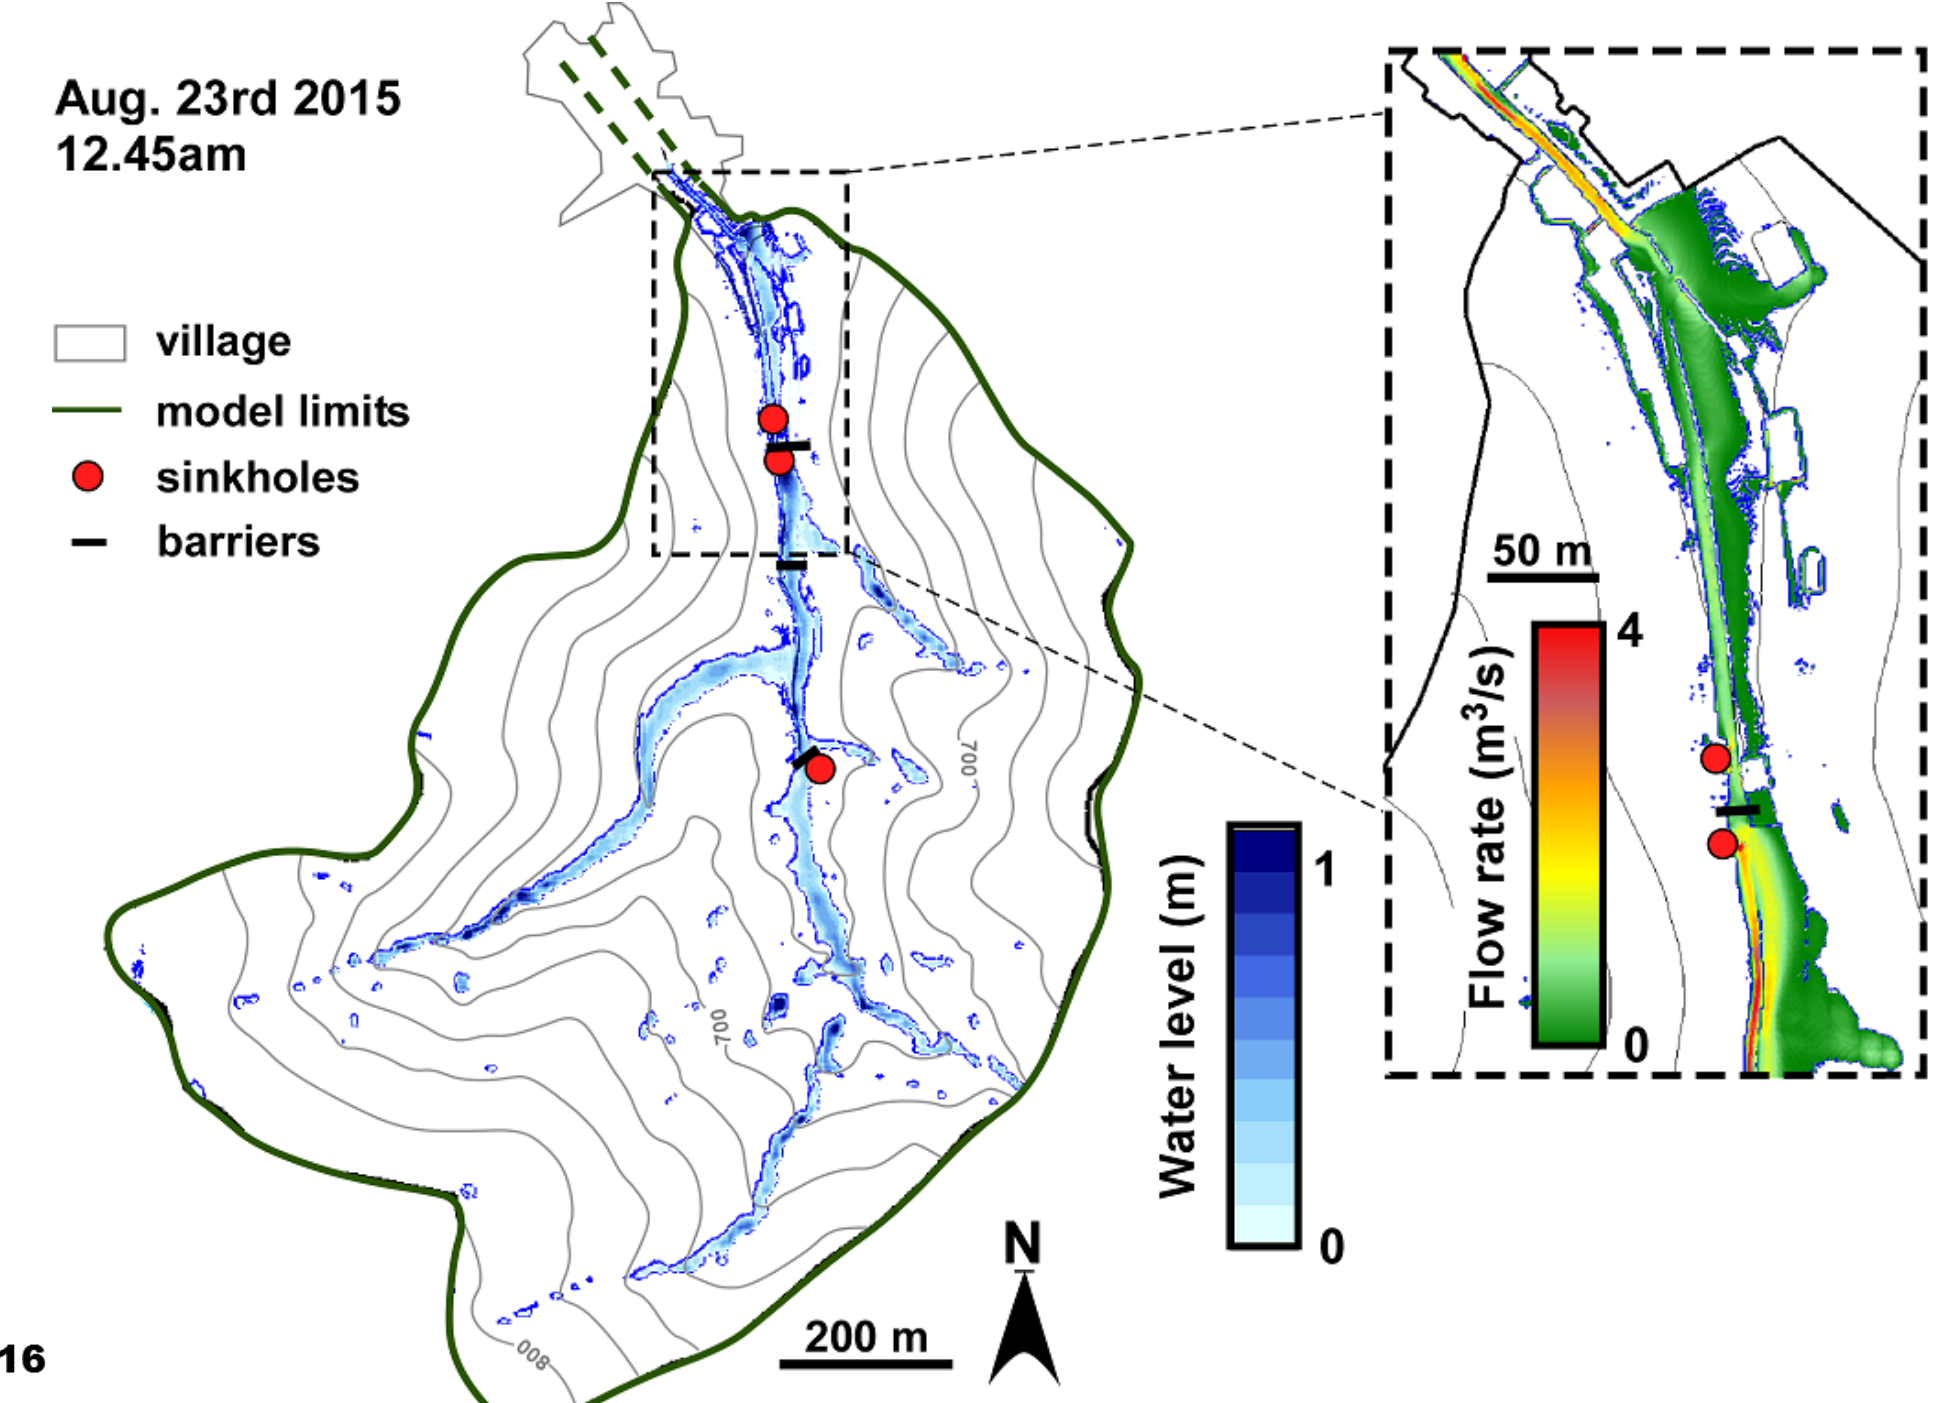 Aug. 23rd 2015
12.45am
village
model limits
sinkholes
barriers
50 m
4
Flow rate (m³/s)
0
700
700
800
Water level (m)
1
0
N
200 m
16